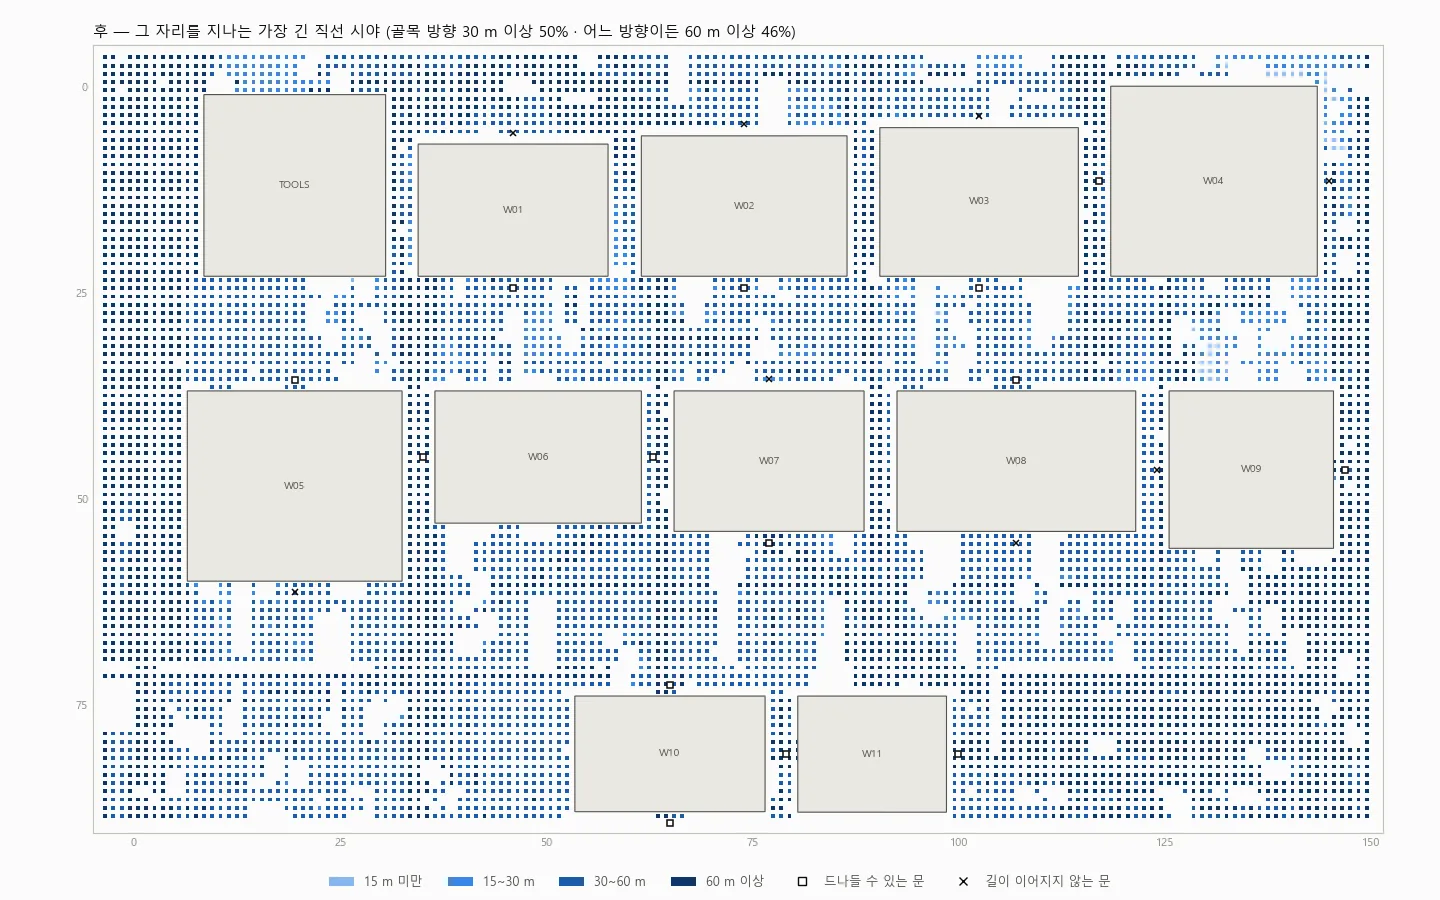 후 — 그 자리를 지나는 가장 긴 직선 시야 (골목 방향 30 m 이상 50% · 어느 방향이든 60 m 이상 46%)
0
TOOLS
W01
W02
W03
W04
25
W05
W06
W07
W08
W09
50
75
W10
W11
0 25 50 75 100 125 150
15 m 미만 15~30 m 30~60 m 60 m 이상 드나들 수 있는 문 길이 이어지지 않는 문